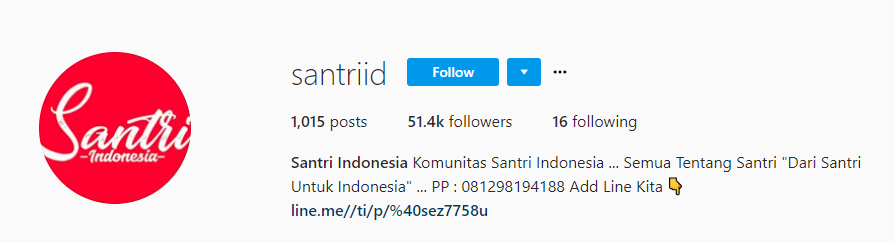 Santri
-Indonesia-
santriid Follow
1,015 posts 51.4k followers 16 following
Santri Indonesia Komunitas Santri Indonesia ... Semua Tentang Santri "Dari Santri
Untuk Indonesia" ... PP : 081298194188 Add Line Kita 👇
line.me//ti/p/%40sez7758u